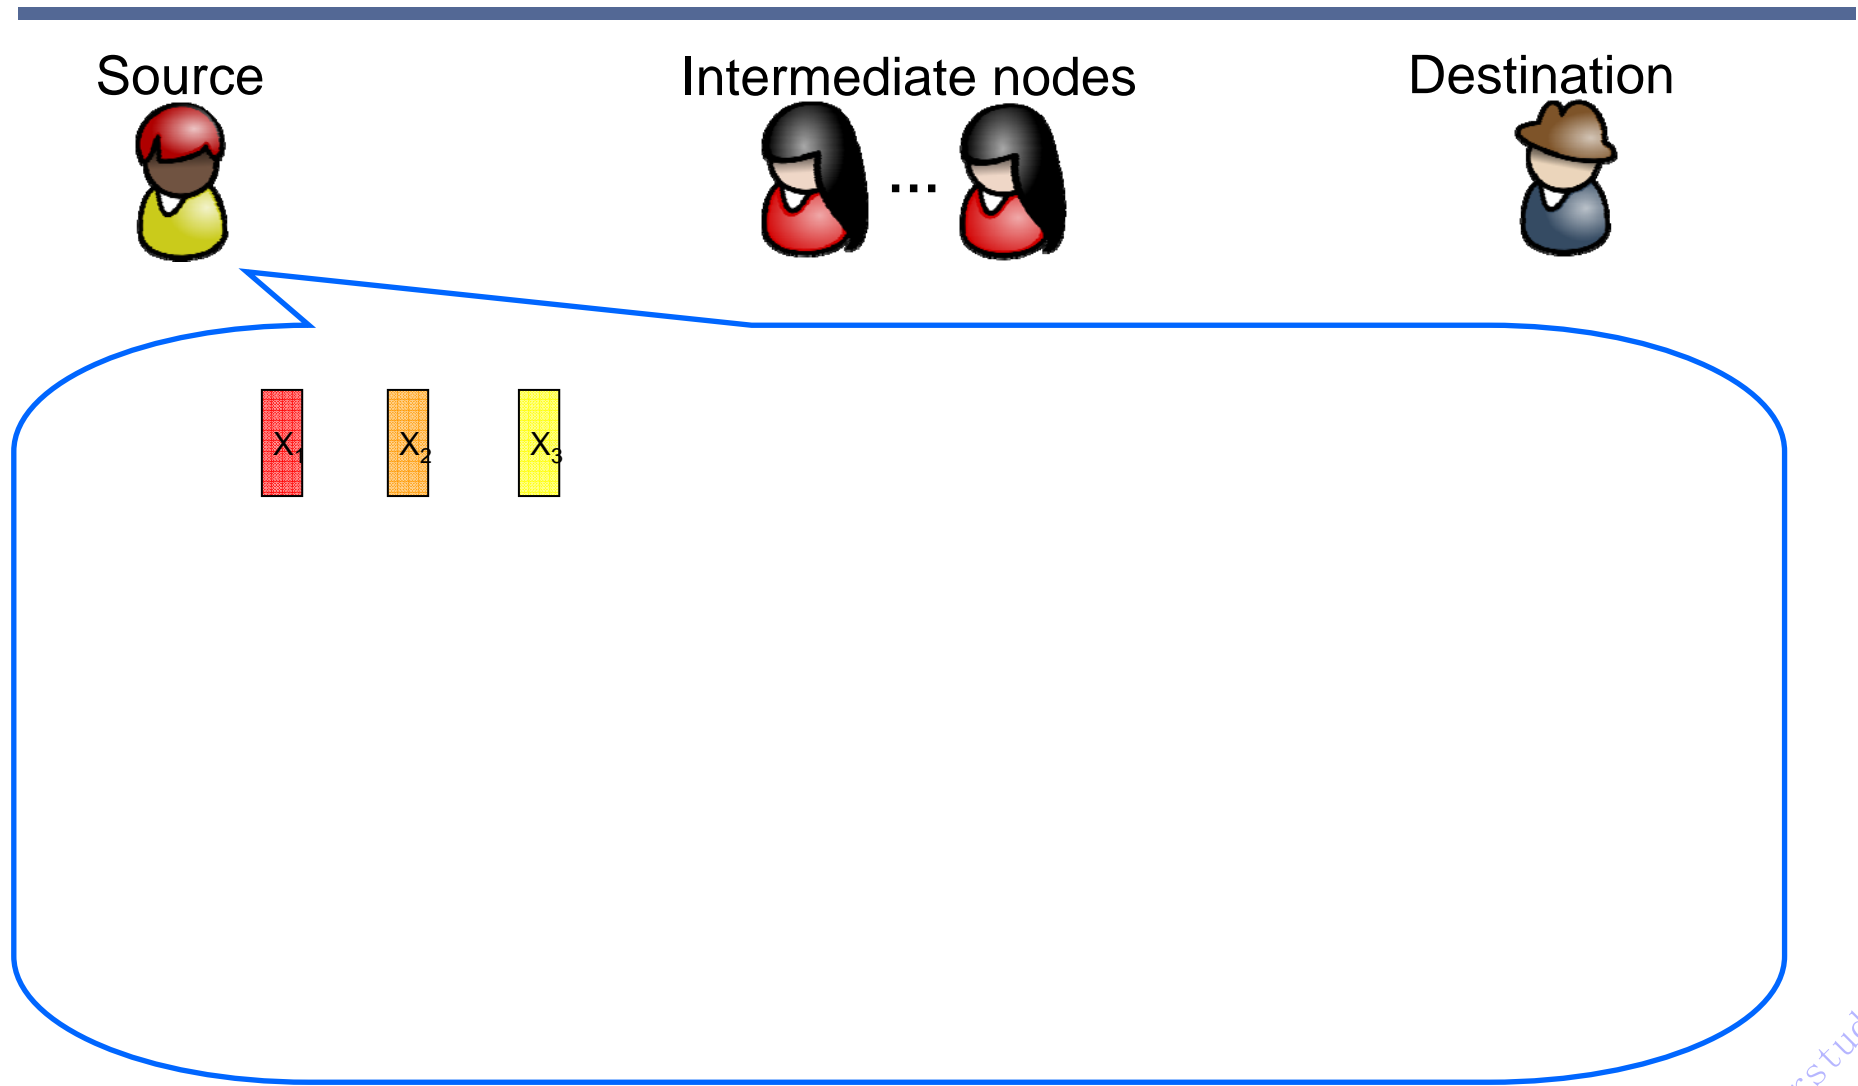 Source Intermediate nodes Destination
...
X1 X2 X3